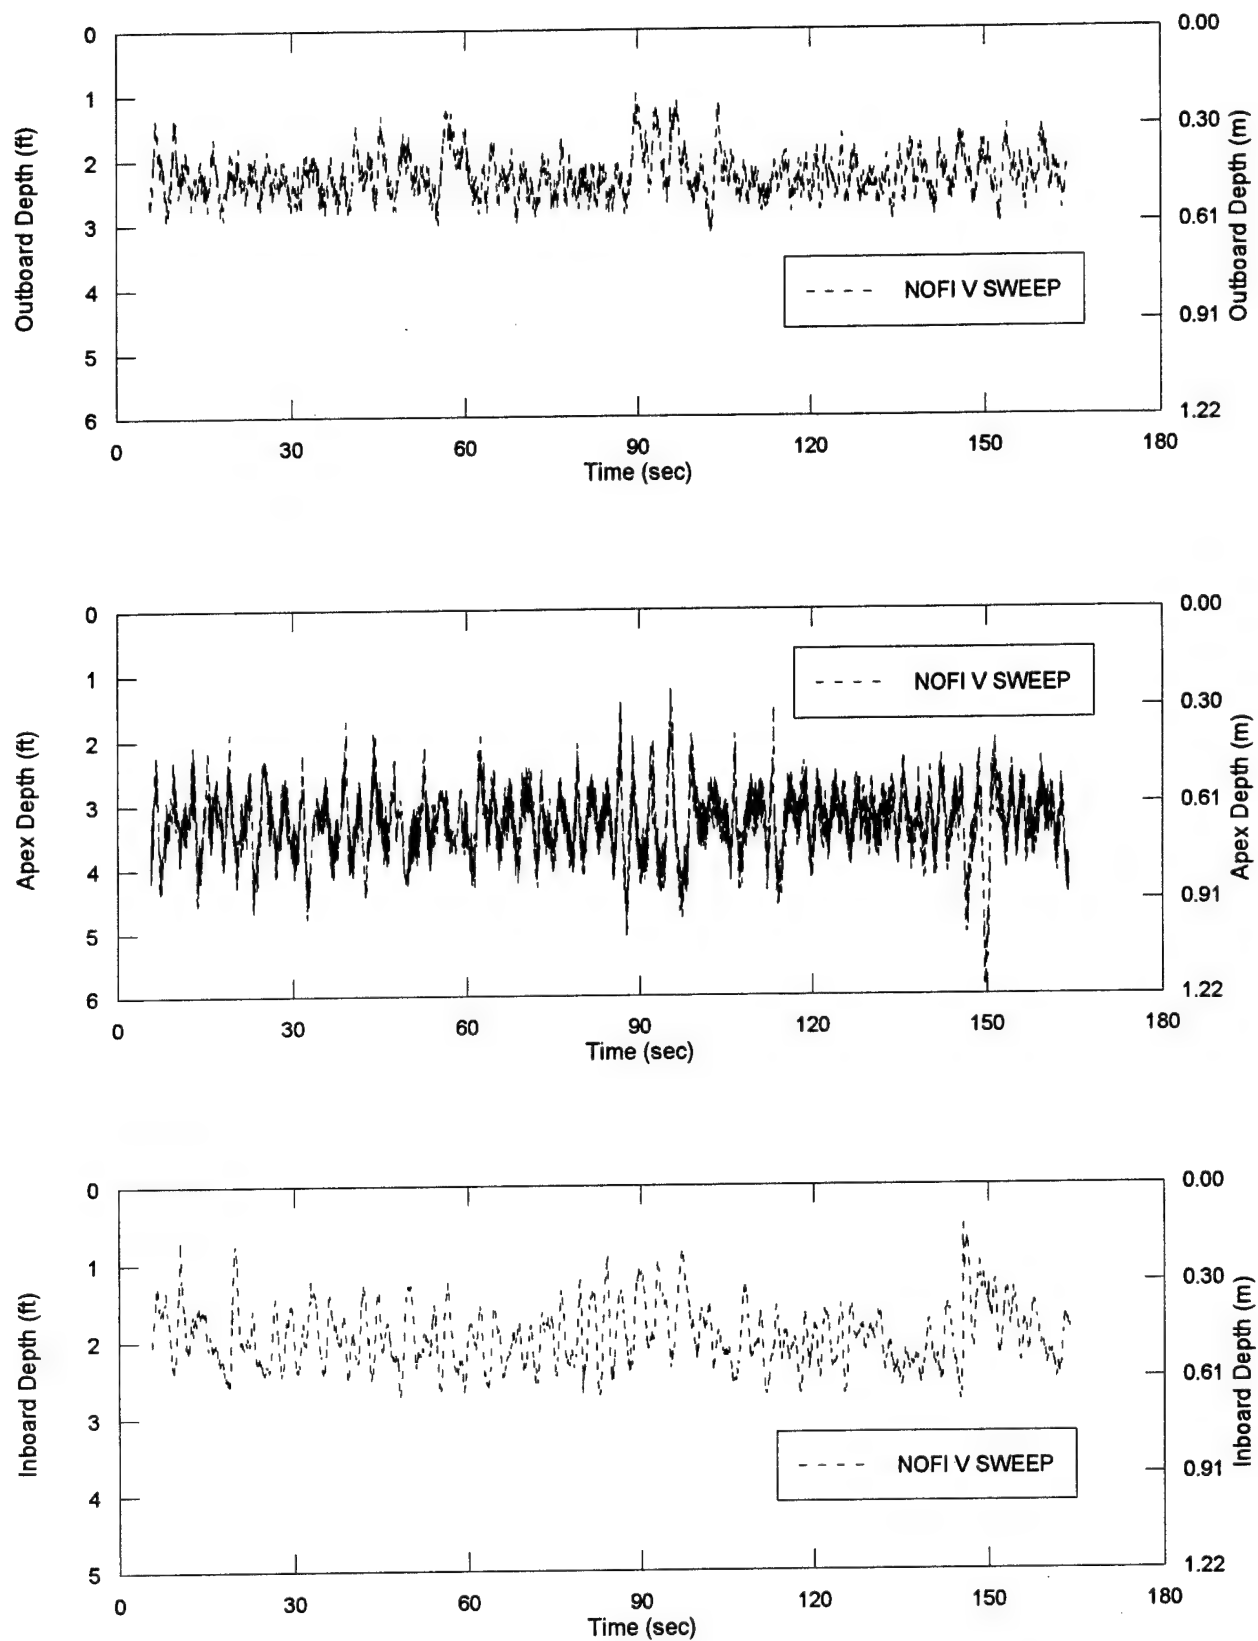 0
1
2
3
4
5
6
Outboard Depth (ft)
0.00
0.30
0.61
0.91
1.22
Outboard Depth (m)
NOFI V SWEEP
0 30 60 90 120 150 180
Time (sec)
0
1
2
3
4
5
6
Apex Depth (ft)
0.00
0.30
0.61
0.91
1.22
Apex Depth (m)
NOFI V SWEEP
0 30 60 90 120 150 180
Time (sec)
0
1
2
3
4
5
Inboard Depth (ft)
0.00
0.30
0.61
0.91
1.22
Inboard Depth (m)
NOFI V SWEEP
0 30 60 90 120 150 180
Time (sec)